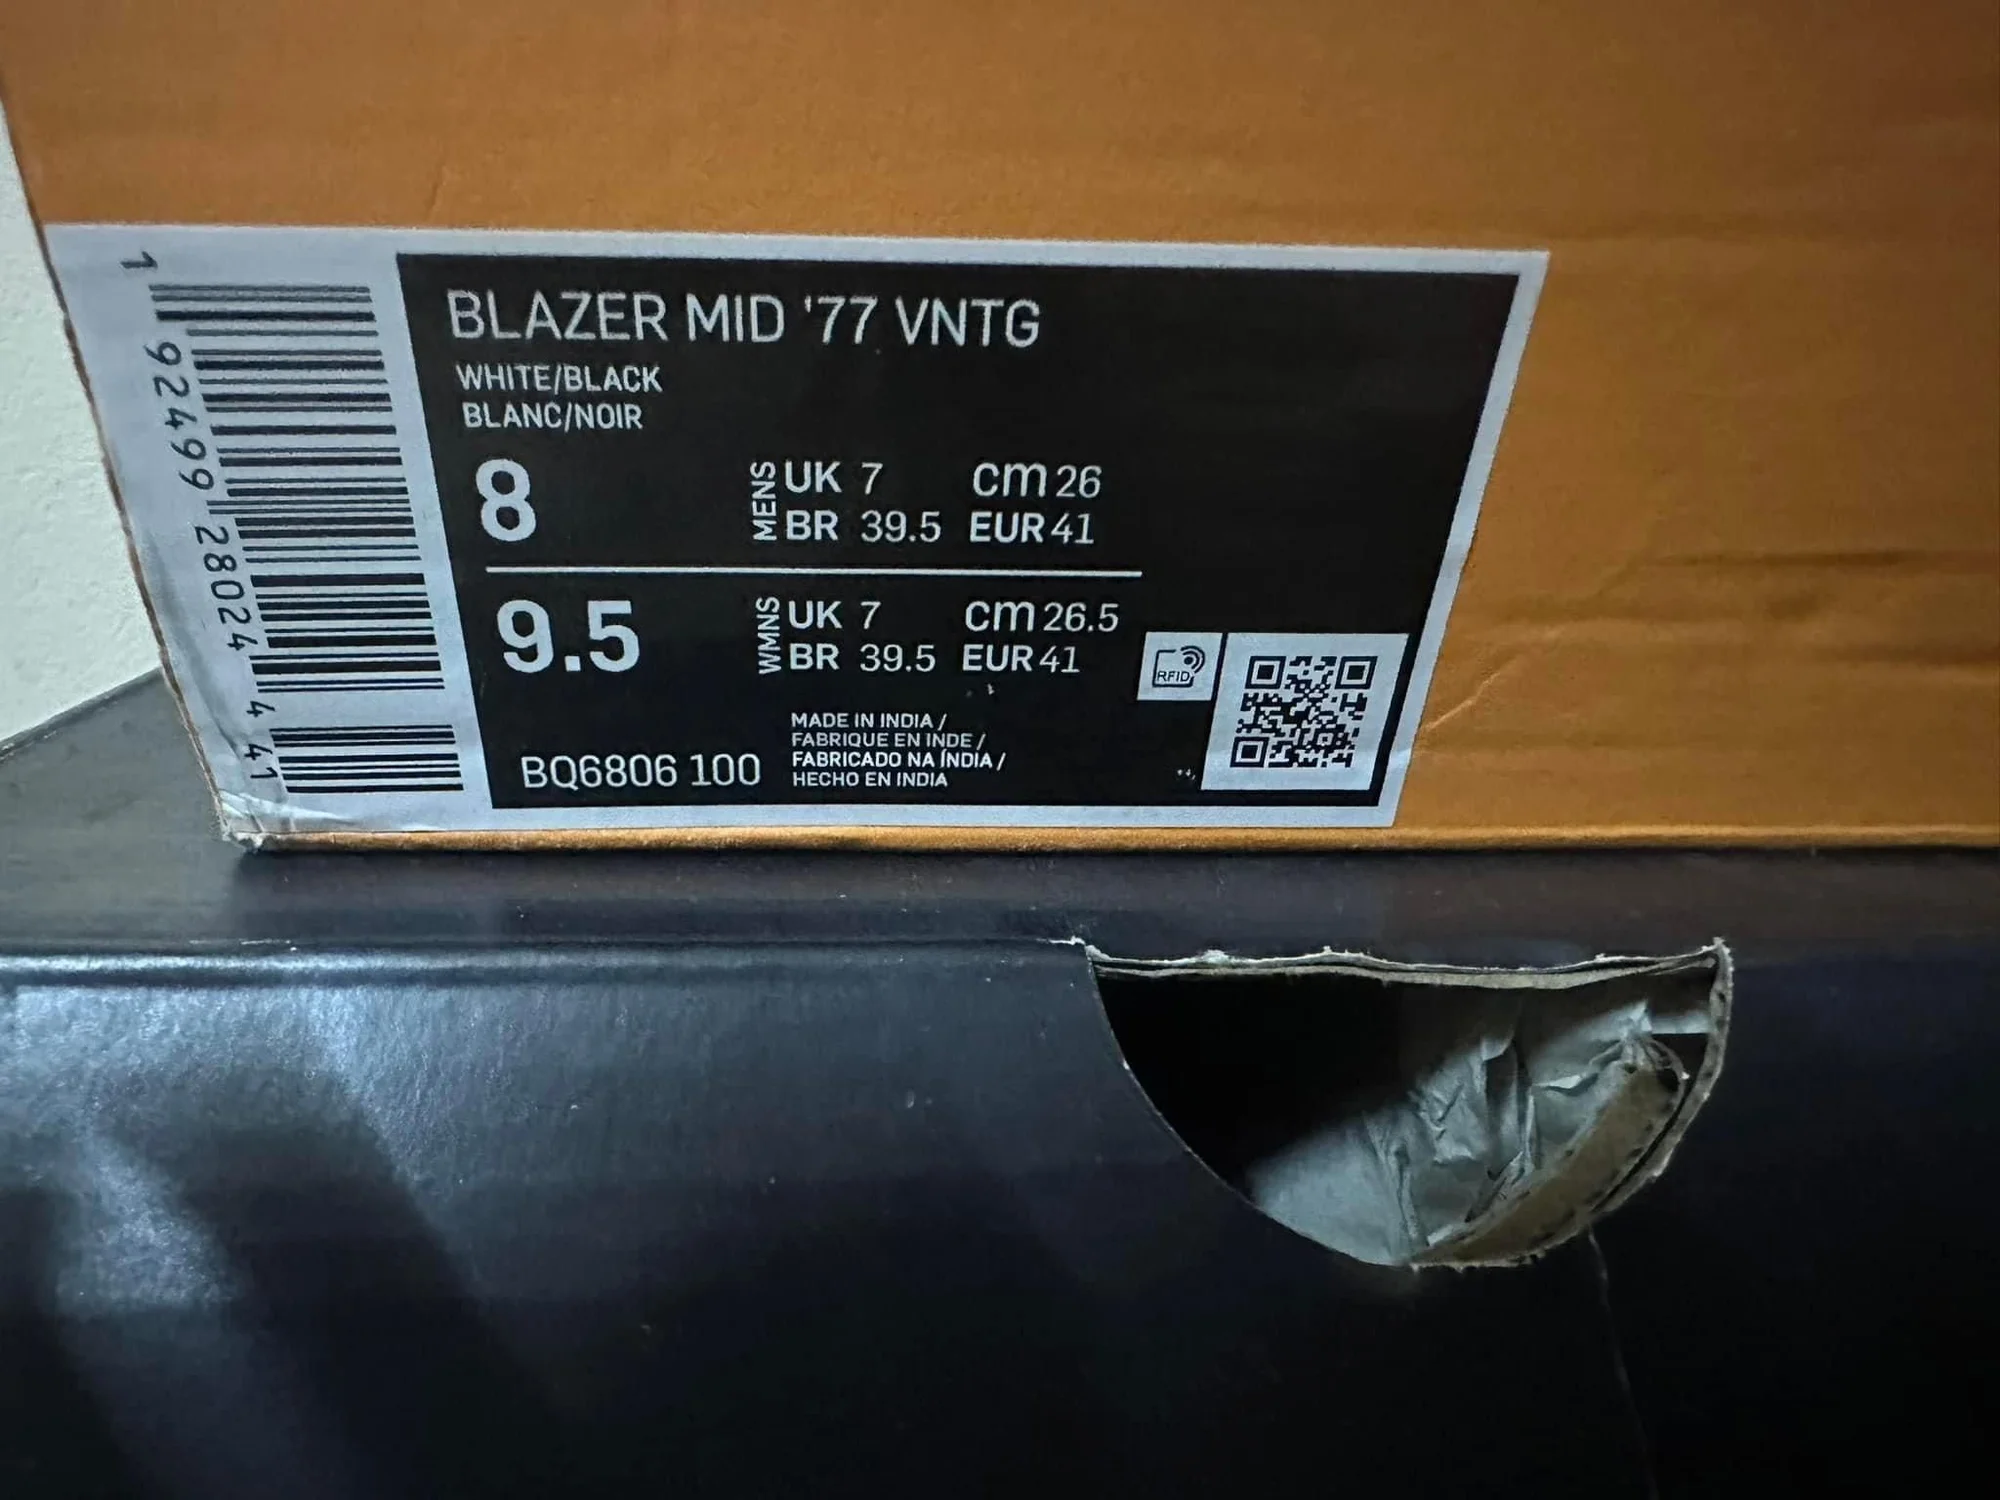 BLAZER MID '77 VNTG
WHITE/BLACK
BLANC/NOIR
8
MENS
UK 7 cm 26
BR 39.5 EUR 41
9.5
WMNS
UK 7 cm 26.5
BR 39.5 EUR 41
RFID
BQ6806 100
MADE IN INDIA /
FABRIQUE EN INDE /
FABRICADO NA ÍNDIA /
HECHO EN INDIA
1 92499 28024 4 41